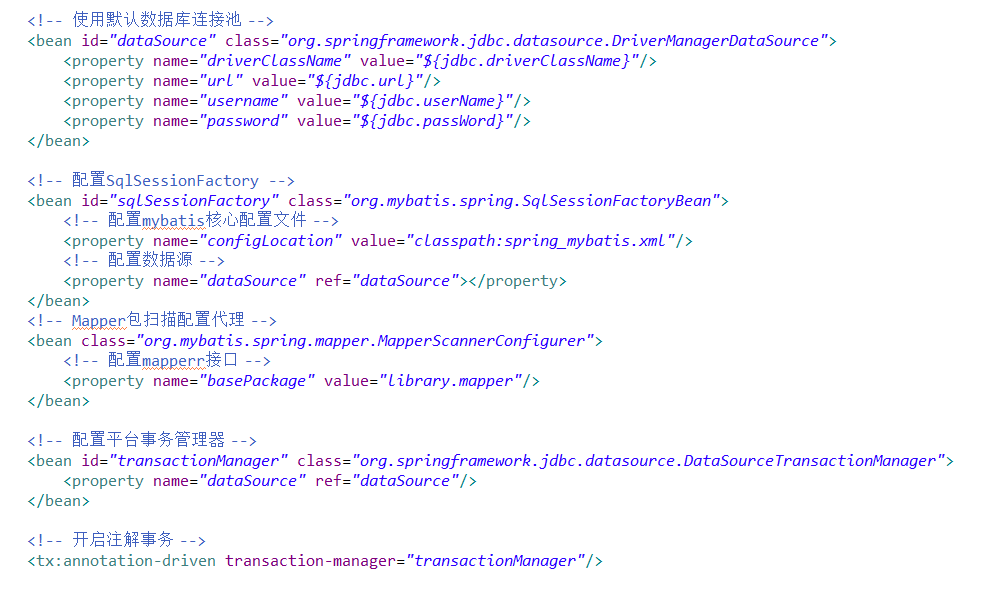 <!-- 使用默认数据库连接池 -->
<bean id="dataSource" class="org.springframework.jdbc.datasource.DriverManagerDataSource">
    <property name="driverClassName" value="${jdbc.driverClassName}"/>
    <property name="url" value="${jdbc.url}"/>
    <property name="username" value="${jdbc.userName}"/>
    <property name="password" value="${jdbc.passWord}"/>
</bean>

<!-- 配置SqlSessionFactory -->
<bean id="sqlSessionFactory" class="org.mybatis.spring.SqlSessionFactoryBean">
    <!-- 配置mybatis核心配置文件 -->
    <property name="configLocation" value="classpath:spring_mybatis.xml"/>
    <!-- 配置数据源 -->
    <property name="dataSource" ref="dataSource"></property>
</bean>
<!-- Mapper包扫描配置代理 -->
<bean class="org.mybatis.spring.mapper.MapperScannerConfigurer">
    <!-- 配置mapperr接口 -->
    <property name="basePackage" value="library.mapper"/>
</bean>

<!-- 配置平台事务管理器 -->
<bean id="transactionManager" class="org.springframework.jdbc.datasource.DataSourceTransactionManager">
    <property name="dataSource" ref="dataSource"/>
</bean>

<!-- 开启注解事务 -->
<tx:annotation-driven transaction-manager="transactionManager"/>